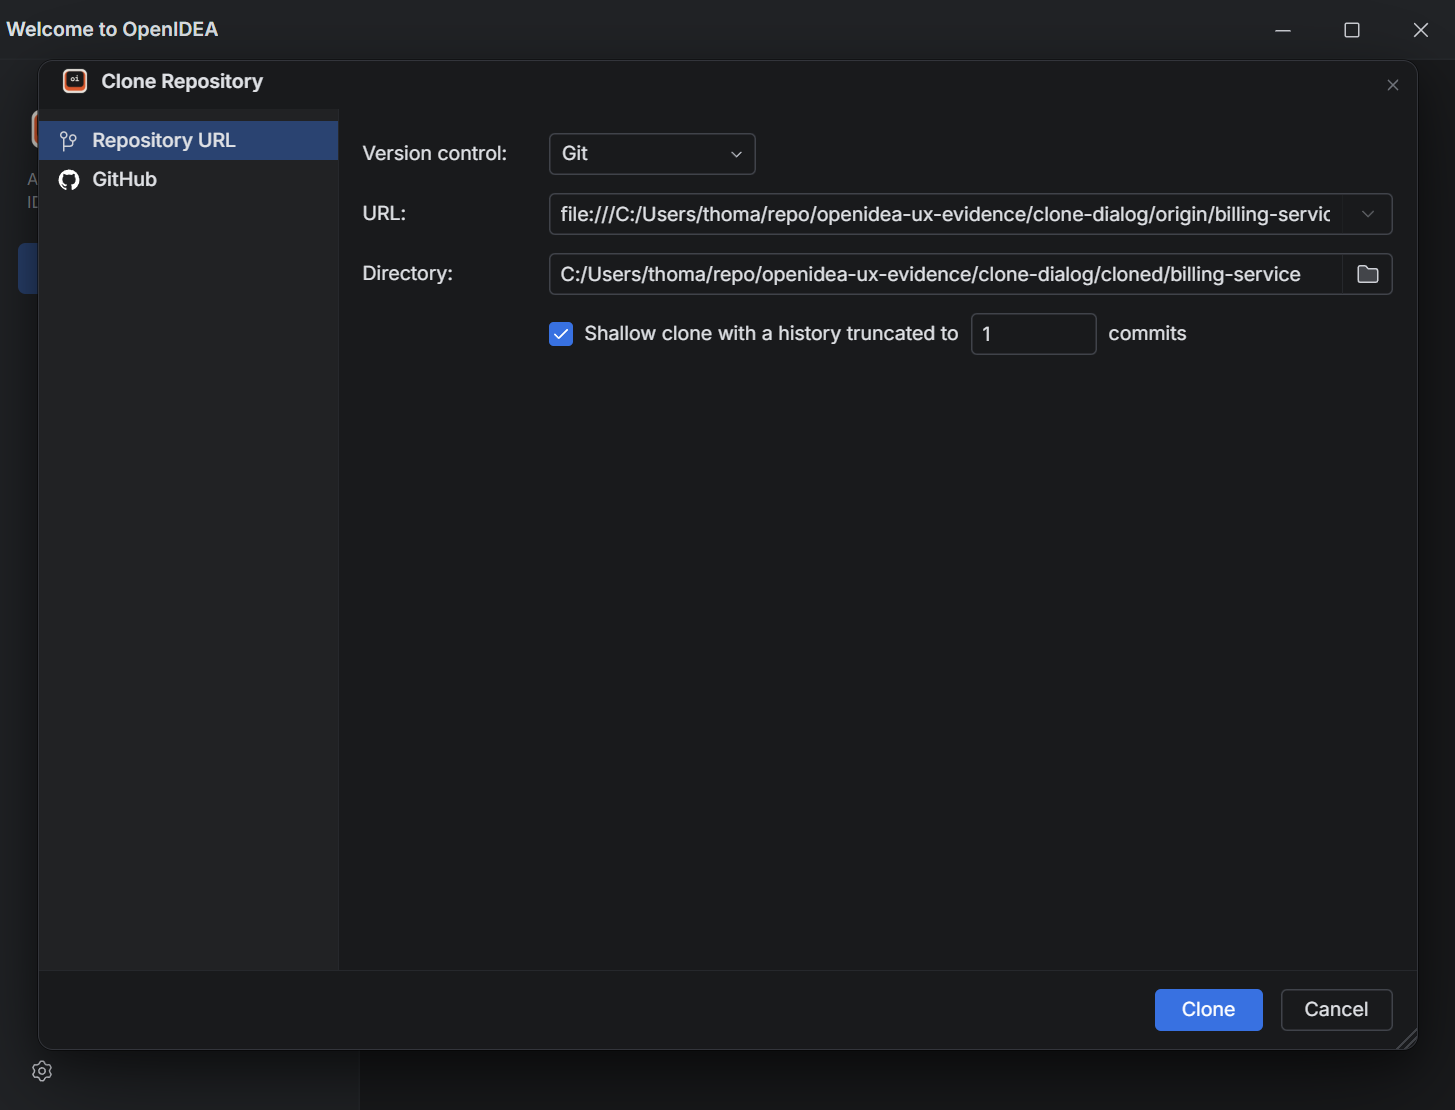 Welcome to OpenIDEA
oi Clone Repository
Repository URL
GitHub
Version control: Git
URL: file:///C:/Users/thoma/repo/openidea-ux-evidence/clone-dialog/origin/billing-servic
Directory: C:/Users/thoma/repo/openidea-ux-evidence/clone-dialog/cloned/billing-service
Shallow clone with a history truncated to 1 commits
Clone Cancel